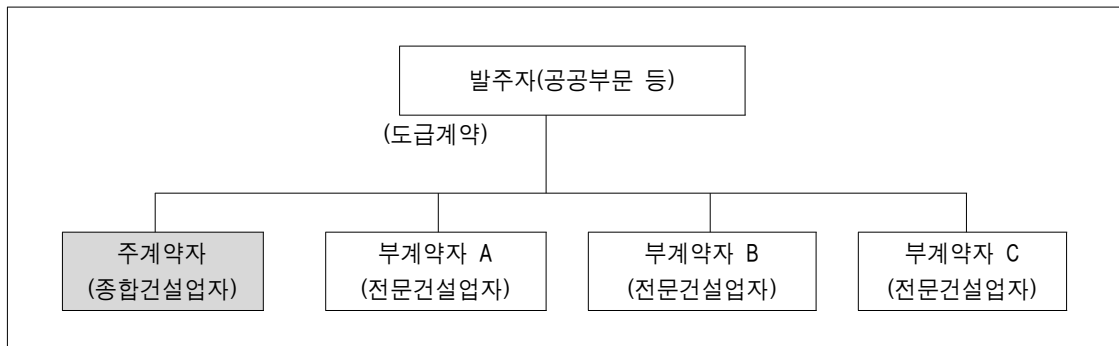 발주자(공공부문 등)
(도급계약)
주계약자
(종합건설업자)
부계약자 A
(전문건설업자)
부계약자 B
(전문건설업자)
부계약자 C
(전문건설업자)